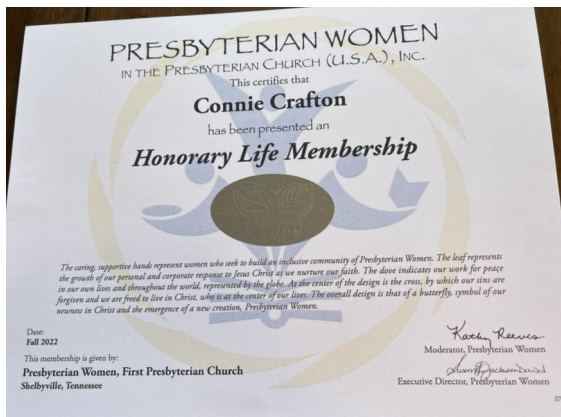 PRESBYTERIAN WOMEN
IN THE PRESBYTERIAN CHURCH (U.S.A.), INC.
This certifies that
Connie Crafton
has been presented an
Honorary Life Membership
The caring, supportive hands represent women who seek to build an inclusive community of Presbyterian Women. The leaf represents
the growth of our personal and corporate response to Jesus Christ as we nurture our faith. The dove indicates our work for peace
in our own lives and throughout the world, represented by the globe. At the center of the design is the cross, by which our sins are
forgiven and we are freed to live in Christ, who is at the center of our lives. The overall design is that of a butterfly, symbol of our
newness in Christ and the emergence of a new creation, Presbyterian Women.
Date:
Fall 2022
Kathy Reeves
Moderator, Presbyterian Women
This membership is given by:
Presbyterian Women, First Presbyterian Church
Shelbyville, Tennessee
Susan Jackson Dowd
Executive Director, Presbyterian Women